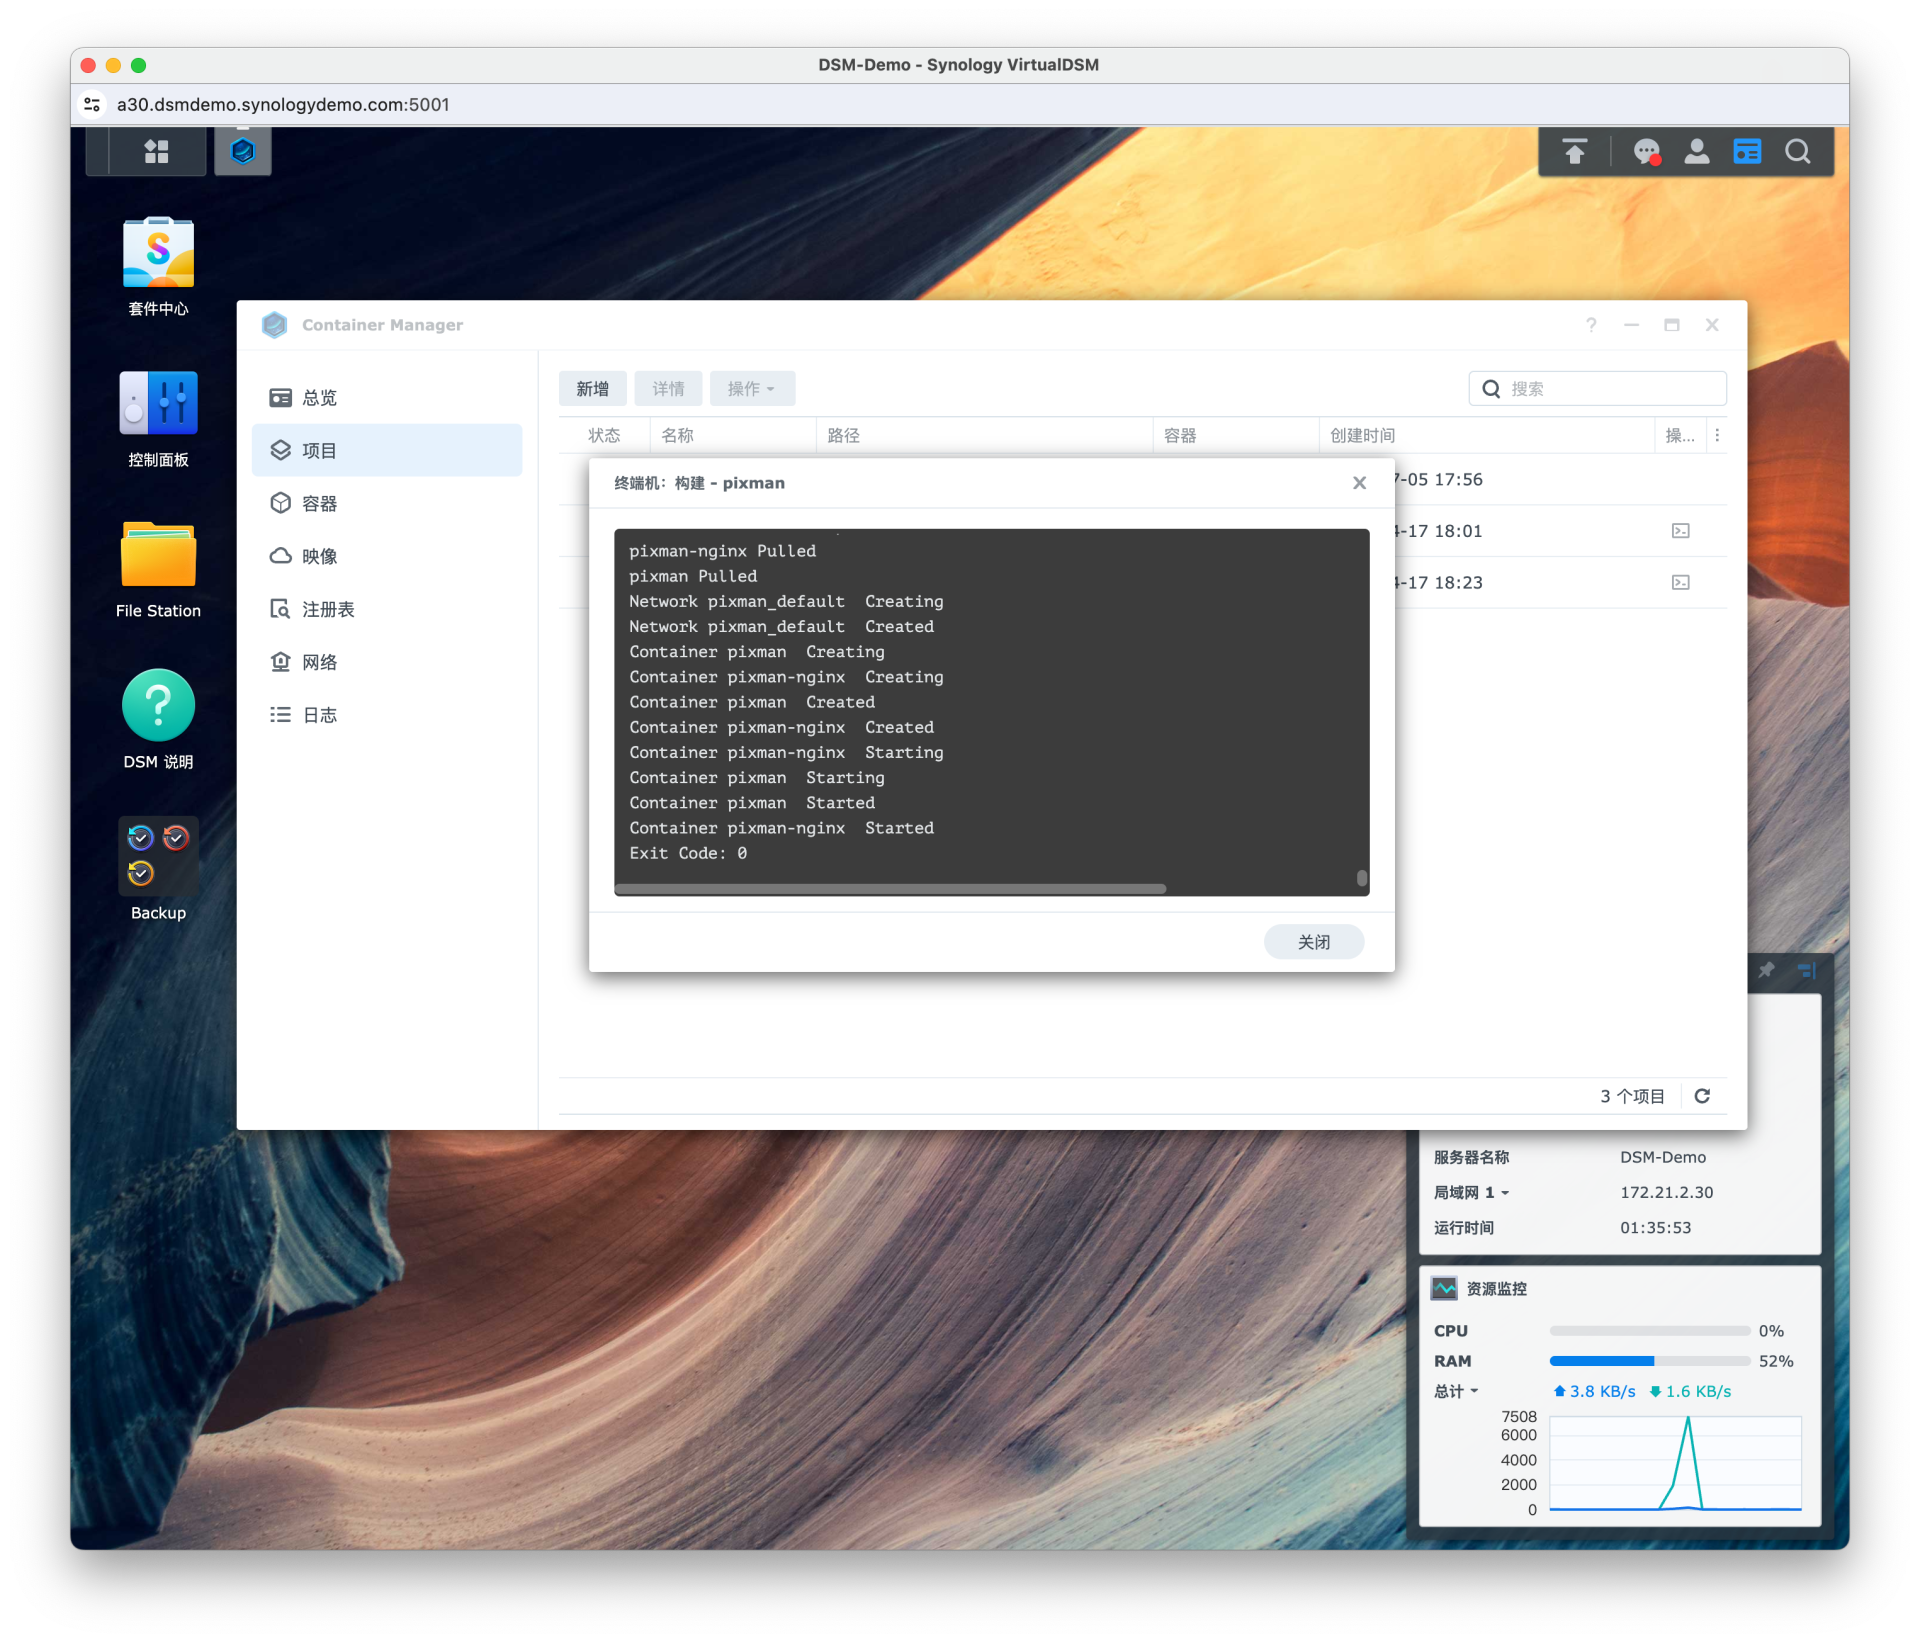 DSM-Demo - Synology VirtualDSM
a30.dsmdemo.synologydemo.com:5001
套件中心
控制面板
File Station
DSM 说明
Backup
Container Manager
总览
项目
容器
映像
注册表
网络
日志
新增
详情
操作
搜索
状态
名称
路径
容器
创建时间
操...
-05 17:56
-17 18:01
-17 18:23
终端机：构建 - pixman
pixman-nginx Pulled
pixman Pulled
Network pixman_default  Creating
Network pixman_default  Created
Container pixman  Creating
Container pixman-nginx  Creating
Container pixman  Created
Container pixman-nginx  Created
Container pixman-nginx  Starting
Container pixman  Starting
Container pixman  Started
Container pixman-nginx  Started
Exit Code: 0
关闭
3 个项目
服务器名称 DSM-Demo
局域网 1 172.21.2.30
运行时间 01:35:53
资源监控
CPU 0%
RAM 52%
总计 3.8 KB/s 1.6 KB/s
7508
6000
4000
2000
0